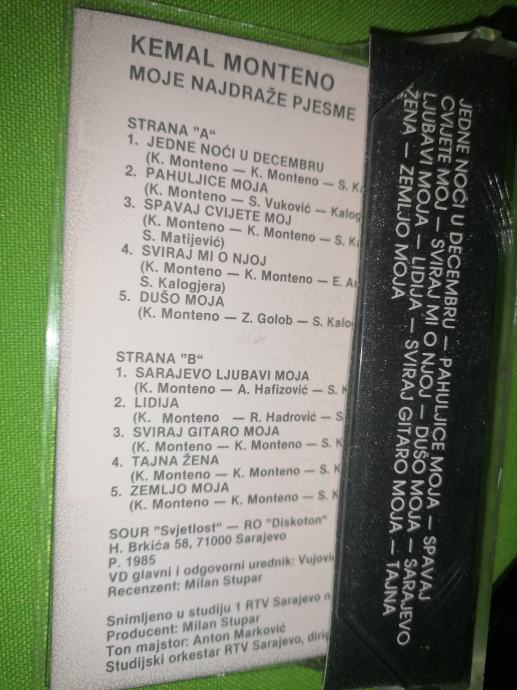 KEMAL MONTENO
MOJE NAJDRAŽE PJESME
STRANA "A"
1. JEDNE NOĆI U DECEMBRU
(K. Monteno — K. Monteno — S.
2. PAHULJICE MOJA
(K. Monteno — S. Vuković —
3. SPAVAJ CVIJETE MOJ
(K. Monteno — K. Monteno — S.
S. Matijević)
4. SVIRAJ MI O NJOJ
(K. Monteno — K. Monteno — E.
S. Kalogjera)
5. DUŠO MOJA
(K. Monteno — Z. Golob — S.
STRANA "B"
1. SARAJEVO LJUBAVI MOJA
(K. Monteno — A. Hafizović — S.
2. LIDIJA
(K. Monteno — R. Hadrović — S.
3. SVIRAJ GITARO MOJA
(K. Monteno — K. Monteno — S.
4. TAJNA ŽENA
(K. Monteno — K. Monteno — S.
5. ZEMLJO MOJA
(K. Monteno — K. Monteno — S.
SOUR "Svjetlost" — RO "Diskoton"
H. Brkića 58, 71000 Sarajevo
P. 1985
VD glavni i odgovorni urednik:
Recenzent: Milan Stupar
Snimljeno u studiju 1 RTV Sarajevo
Producent: Milan Stupar
Ton majstor: Anton Marković
Studijski orkestar RTV Sarajevo,
JEDNE NOĆI U DECEMBRU — PAHULJICE MOJA — SPAVAJ
CVIJETE MOJ — SVIRAJ MI O NJOJ — DUŠO MOJA — SARAJEVO
LJUBAVI MOJA — LIDIJA — SVIRAJ GITARO MOJA — TAJNA
ŽENA — ZEMLJO MOJA